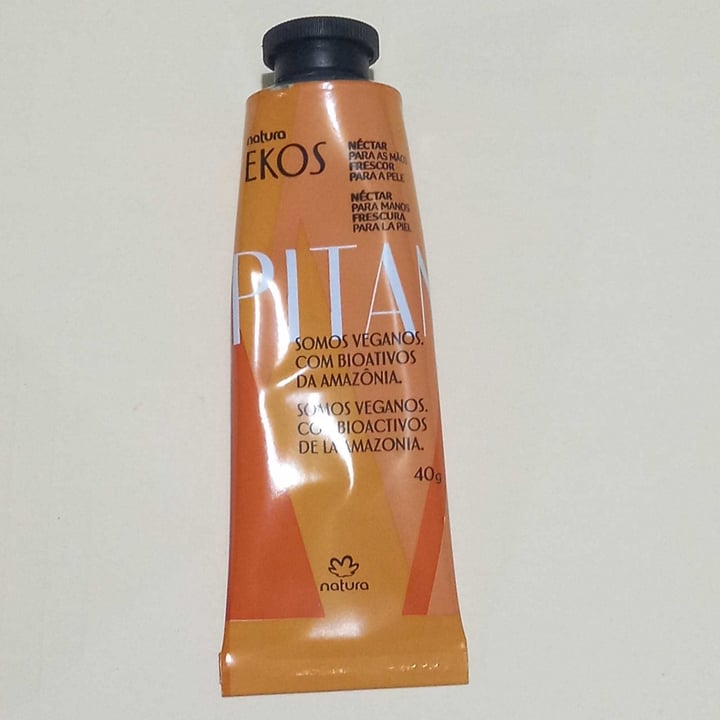 natura
EKOS
NÉCTAR
PARA AS MÃOS
FRESCOR
PARA A PELE
NÉCTAR
PARA MANOS
FRESCURA
PARA LA PIEL
PITAN
SOMOS VEGANOS.
COM BIOATIVOS
DA AMAZÔNIA.
SOMOS VEGANOS.
CON BIOACTIVOS
DE LA AMAZONIA.
40g
natura